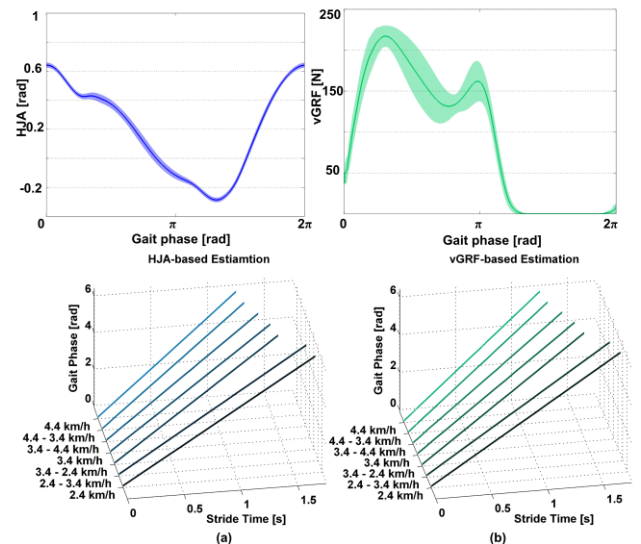 1
0.6
0.2
-0.2
HJA [rad]
0
π
2π
Gait phase [rad]
250
150
50
vGRF [N]
0
π
2π
Gait phase [rad]
HJA-based Estiamtion
vGRF-based Estimation
6
4
2
0
Gait Phase [rad]
4.4 km/h
4.4 - 3.4 km/h
3.4 - 4.4 km/h
3.4 km/h
3.4 - 2.4 km/h
2.4 - 3.4 km/h
2.4 km/h
0
0.5
1
1.5
Stride Time [s]
(a)
6
4
2
0
Gait Phase [rad]
4.4 km/h
4.4 - 3.4 km/h
3.4 - 4.4 km/h
3.4 km/h
3.4 - 2.4 km/h
2.4 - 3.4 km/h
2.4 km/h
0
0.5
1
1.5
Stride Time [s]
(b)